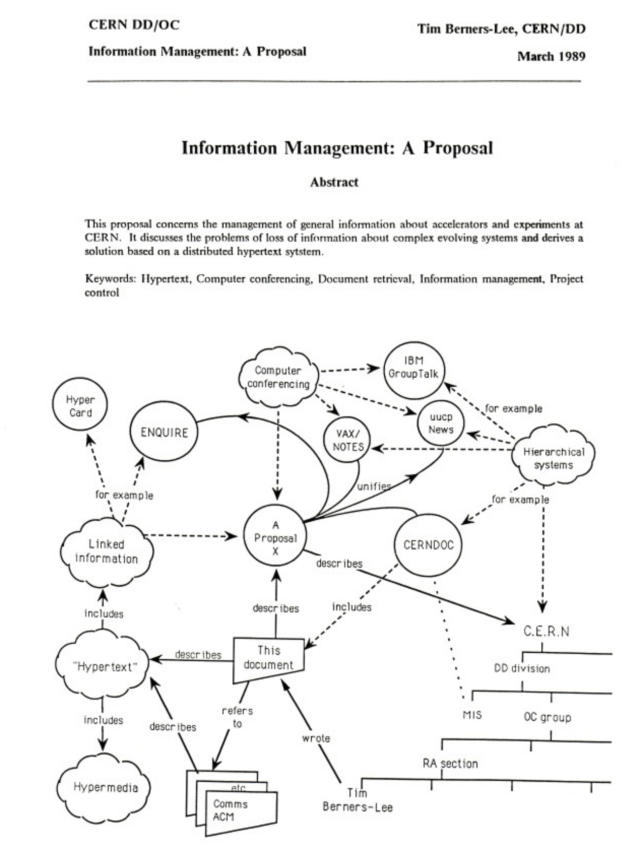 CERN DD/OC
Tim Berners-Lee, CERN/DD
Information Management: A Proposal
March 1989
Information Management: A Proposal
Abstract
This proposal concerns the management of general information about accelerators and experiments at
CERN. It discusses the problems of loss of information about complex evolving systems and derives a
solution based on a distributed hypertext sytstem.
Keywords: Hypertext, Computer conferencing, Document retrieval, Information management, Project
control
Computer
conferencing
IBM
GroupTalk
Hyper
Card
ENQUIRE
VAX/
NOTES
uucp
News
for example
Hierarchical
systems
unifies
for example
for example
Linked
information
A
Proposal
X
CERNDOC
describes
includes
describes
includes
C.E.R.N
"Hypertext"
describes
This
document
DD division
includes
describes
refers
to
MIS
OC group
wrote
RA section
Hypermedia
etc
Comms
ACM
Tim
Berners-Lee